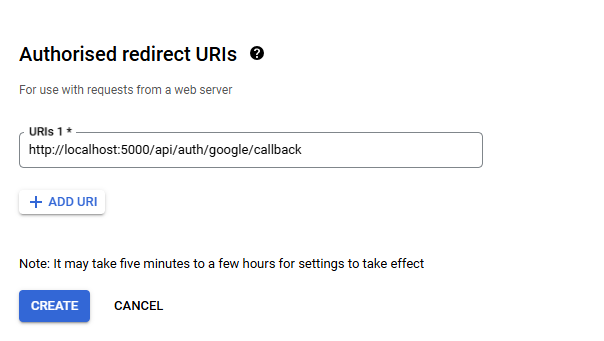 Authorised redirect URIs ?
For use with requests from a web server
URIs 1 *
http://localhost:5000/api/auth/google/callback
+ ADD URI
Note: It may take five minutes to a few hours for settings to take effect
CREATE CANCEL